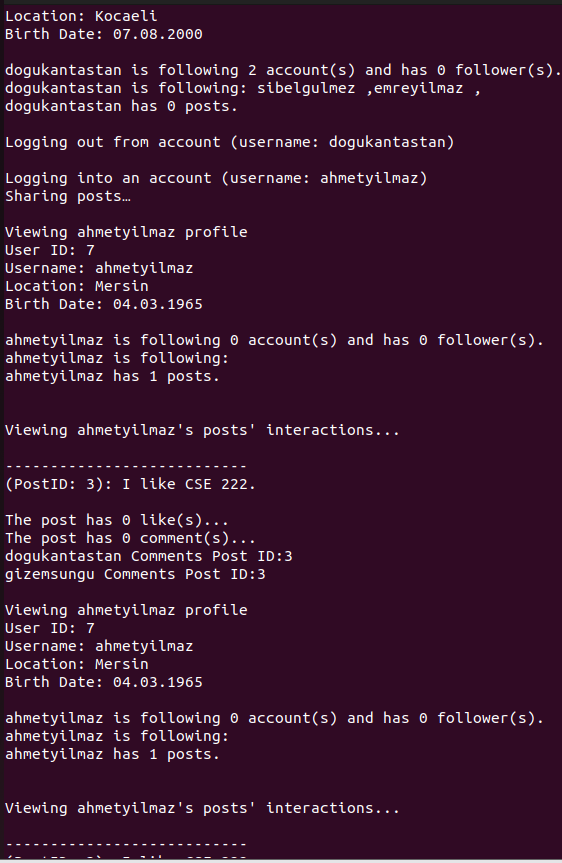 Location: Kocaeli
Birth Date: 07.08.2000
dogukantastan is following 2 account(s) and has 0 follower(s).
dogukantastan is following: sibelgulmez ,emreyilmaz ,
dogukantastan has 0 posts.
Logging out from account (username: dogukantastan)
Logging into an account (username: ahmetyilmaz)
Sharing posts…
Viewing ahmetyilmaz profile
User ID: 7
Username: ahmetyilmaz
Location: Mersin
Birth Date: 04.03.1965
ahmetyilmaz is following 0 account(s) and has 0 follower(s).
ahmetyilmaz is following:
ahmetyilmaz has 1 posts.
Viewing ahmetyilmaz's posts' interactions...
---------------------------
(PostID: 3): I like CSE 222.
The post has 0 like(s)...
The post has 0 comment(s)...
dogukantastan Comments Post ID:3
gizemsungu Comments Post ID:3
Viewing ahmetyilmaz profile
User ID: 7
Username: ahmetyilmaz
Location: Mersin
Birth Date: 04.03.1965
ahmetyilmaz is following 0 account(s) and has 0 follower(s).
ahmetyilmaz is following:
ahmetyilmaz has 1 posts.
Viewing ahmetyilmaz's posts' interactions...
---------------------------